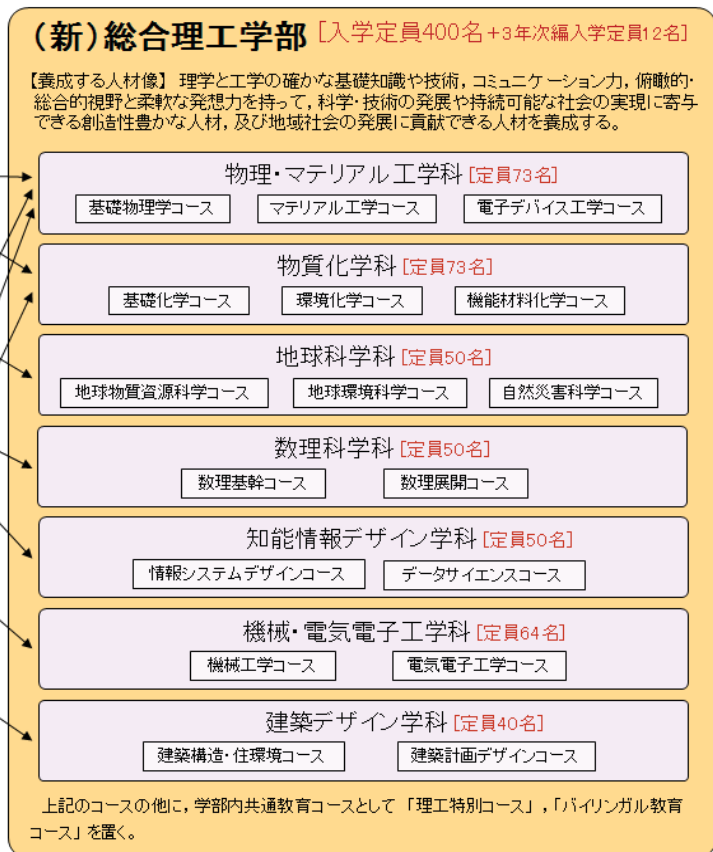 （新）総合理工学部 [入学定員400名+3年次編入学定員12名]
【養成する人材像】 理学と工学の確かな基礎知識や技術，コミュニケーション力，俯瞰的・
総合的視野と柔軟な発想力を持って，科学・技術の発展や持続可能な社会の実現に寄与
できる創造性豊かな人材，及び地域社会の発展に貢献できる人材を養成する。
物理・マテリアル工学科 [定員73名]
基礎物理学コース マテリアル工学コース 電子デバイス工学コース
物質化学科 [定員73名]
基礎化学コース 環境化学コース 機能材料化学コース
地球科学科 [定員50名]
地球物質資源科学コース 地球環境科学コース 自然災害科学コース
数理科学科 [定員50名]
数理基幹コース 数理展開コース
知能情報デザイン学科 [定員50名]
情報システムデザインコース データサイエンスコース
機械・電気電子工学科 [定員64名]
機械工学コース 電気電子工学コース
建築デザイン学科 [定員40名]
建築構造・住環境コース 建築計画デザインコース
上記のコースの他に，学部内共通教育コースとして「理工特別コース」，「バイリンガル教育
コース」を置く。